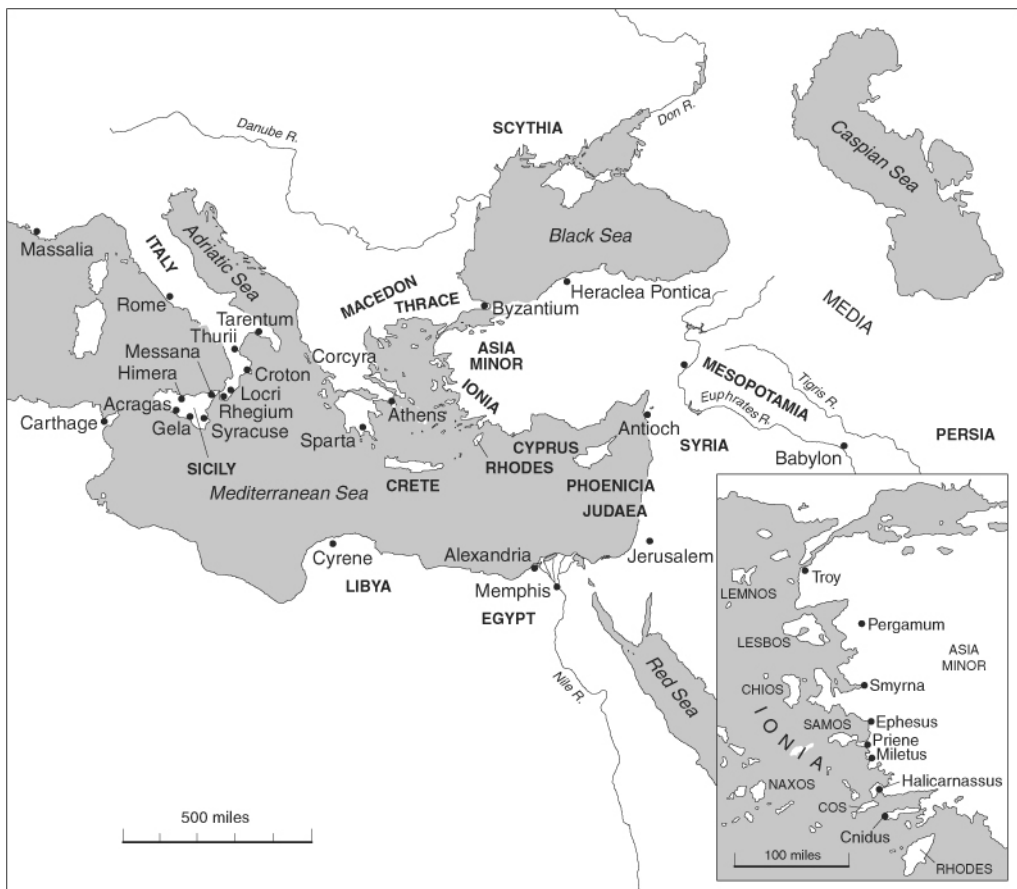 SCYTHIA
Danube R.
Don R.
Caspian Sea
Massalia
ITALY
Adriatic Sea
Black Sea
Rome
MACEDON
THRACE
Byzantium
Heraclea Pontica
MEDIA
Tarentum
Thurii
Messana
Himera
Corcyra
ASIA
MINOR
IONIA
Croton
Locri
Rhegium
Acragas
Carthage
Gela
Syracuse
Sparta
Athens
MESOPOTAMIA
Tigris R.
Euphrates R.
Antioch
SYRIA
PERSIA
Babylon
SICILY
Mediterranean Sea
CRETE
CYPRUS
RHODES
PHOENICIA
JUDAEA
Cyrene
LIBYA
Alexandria
Memphis
EGYPT
Jerusalem
Nile R.
Red Sea
500 miles
Troy
LEMNOS
LESBOS
Pergamum
ASIA
MINOR
CHIOS
Smyrna
IONIA
SAMOS
Ephesus
Priene
Miletus
NAXOS
Halicarnassus
COS
Cnidus
RHODES
100 miles